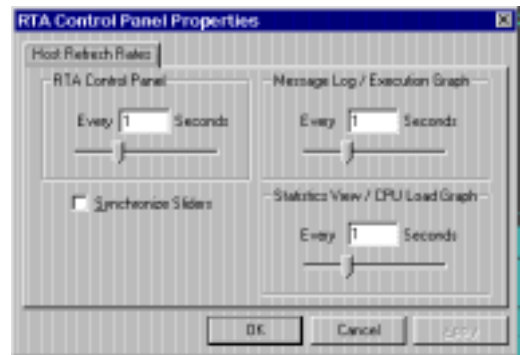 RTA Control Panel Properties
Host Refresh Rates
RTA Control Panel
Every 1 Seconds
Synchronize Sliders
Message Log / Execution Graph
Every 1 Seconds
Statistics View / CPU Load Graph
Every 1 Seconds
OK Cancel Apply